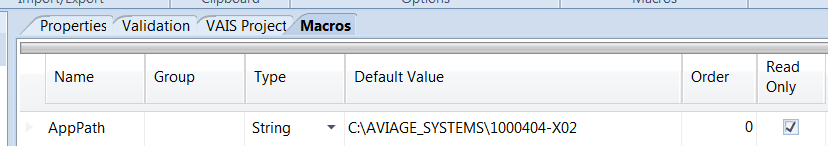 Import/Export Clipboard Options Macros
Properties Validation VAIS Project Macros
Name Group Type Default Value Order Read Only
AppPath String C:\AVIAGE_SYSTEMS\1000404-X02 0